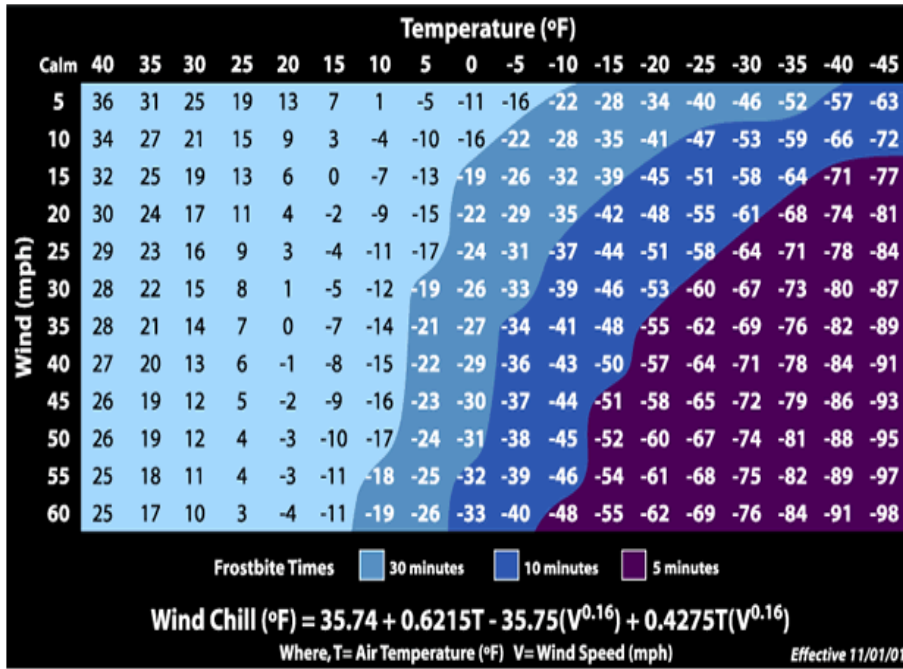 Temperature (ºF)
Calm 40 35 30 25 20 15 10 5 0 -5 -10 -15 -20 -25 -30 -35 -40 -45
5 36 31 25 19 13 7 1 -5 -11 -16 -22 -28 -34 -40 -46 -52 -57 -63
10 34 27 21 15 9 3 -4 -10 -16 -22 -28 -35 -41 -47 -53 -59 -66 -72
15 32 25 19 13 6 0 -7 -13 -19 -26 -32 -39 -45 -51 -58 -64 -71 -77
20 30 24 17 11 4 -2 -9 -15 -22 -29 -35 -42 -48 -55 -61 -68 -74 -81
25 29 23 16 9 3 -4 -11 -17 -24 -31 -37 -44 -51 -58 -64 -71 -78 -84
30 28 22 15 8 1 -5 -12 -19 -26 -33 -39 -46 -53 -60 -67 -73 -80 -87
35 28 21 14 7 0 -7 -14 -21 -27 -34 -41 -48 -55 -62 -69 -76 -82 -89
40 27 20 13 6 -1 -8 -15 -22 -29 -36 -43 -50 -57 -64 -71 -78 -84 -91
45 26 19 12 5 -2 -9 -16 -23 -30 -37 -44 -51 -58 -65 -72 -79 -86 -93
50 26 19 12 4 -3 -10 -17 -24 -31 -38 -45 -52 -60 -67 -74 -81 -88 -95
55 25 18 11 4 -3 -11 -18 -25 -32 -39 -46 -54 -61 -68 -75 -82 -89 -97
60 25 17 10 3 -4 -11 -19 -26 -33 -40 -48 -55 -62 -69 -76 -84 -91 -98
Wind (mph)
Frostbite Times 30 minutes 10 minutes 5 minutes
Wind Chill (ºF) = 35.74 + 0.6215T - 35.75(V^0.16) + 0.4275T(V^0.16)
Where, T= Air Temperature (ºF) V= Wind Speed (mph)
Effective 11/01/01